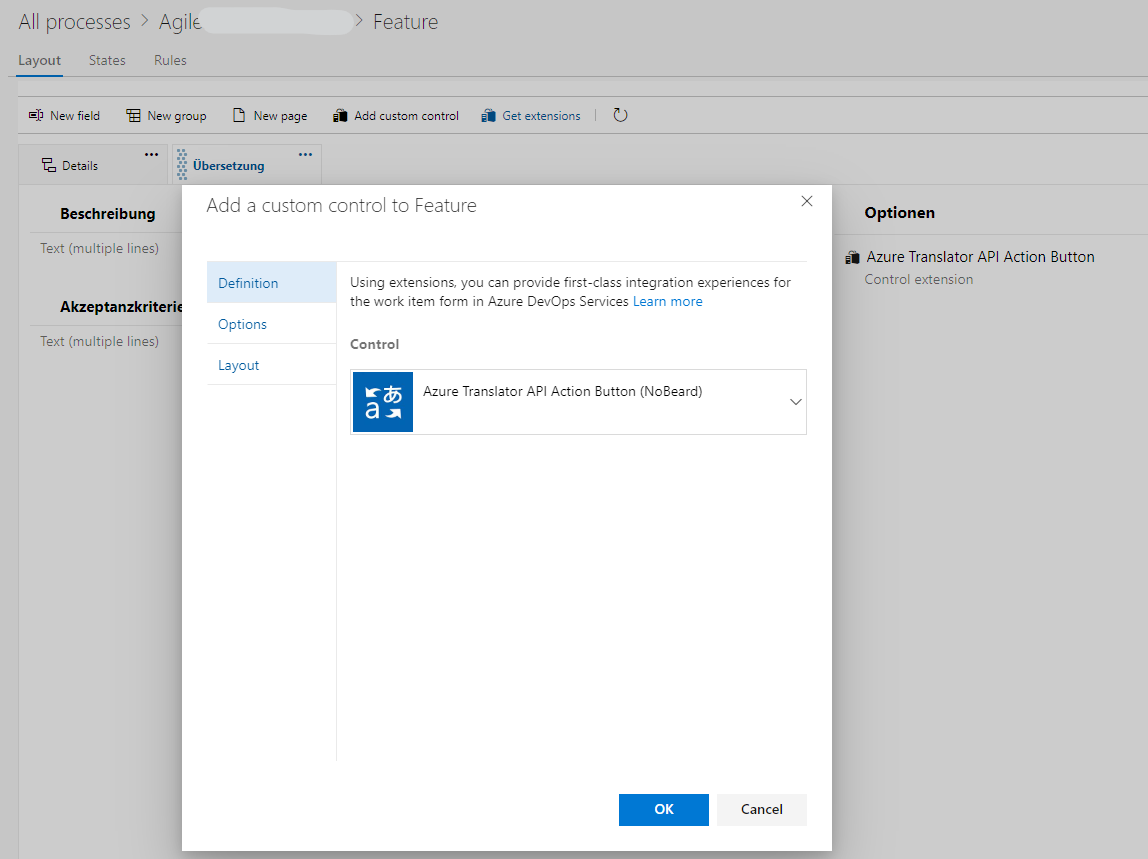 All processes > Agile > Feature
Layout States Rules
New field New group New page Add custom control Get extensions
Details ... Übersetzung ...
Beschreibung
Text (multiple lines)
Akzeptanzkriterie
Text (multiple lines)
Add a custom control to Feature
Definition
Options
Layout
Using extensions, you can provide first-class integration experiences for
the work item form in Azure DevOps Services Learn more
Control
a あ
Azure Translator API Action Button (NoBeard)
OK Cancel
Optionen
Azure Translator API Action Button
Control extension